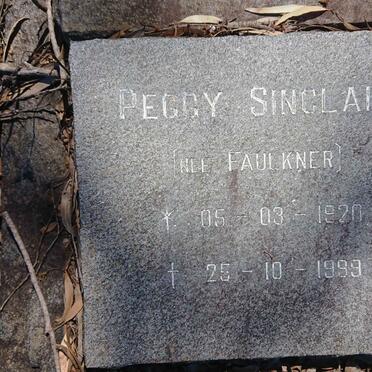 PEGGY SINCLAI
(NEE FAULKNER)
* 05 - 03 - 1920
† 25 - 10 - 1999